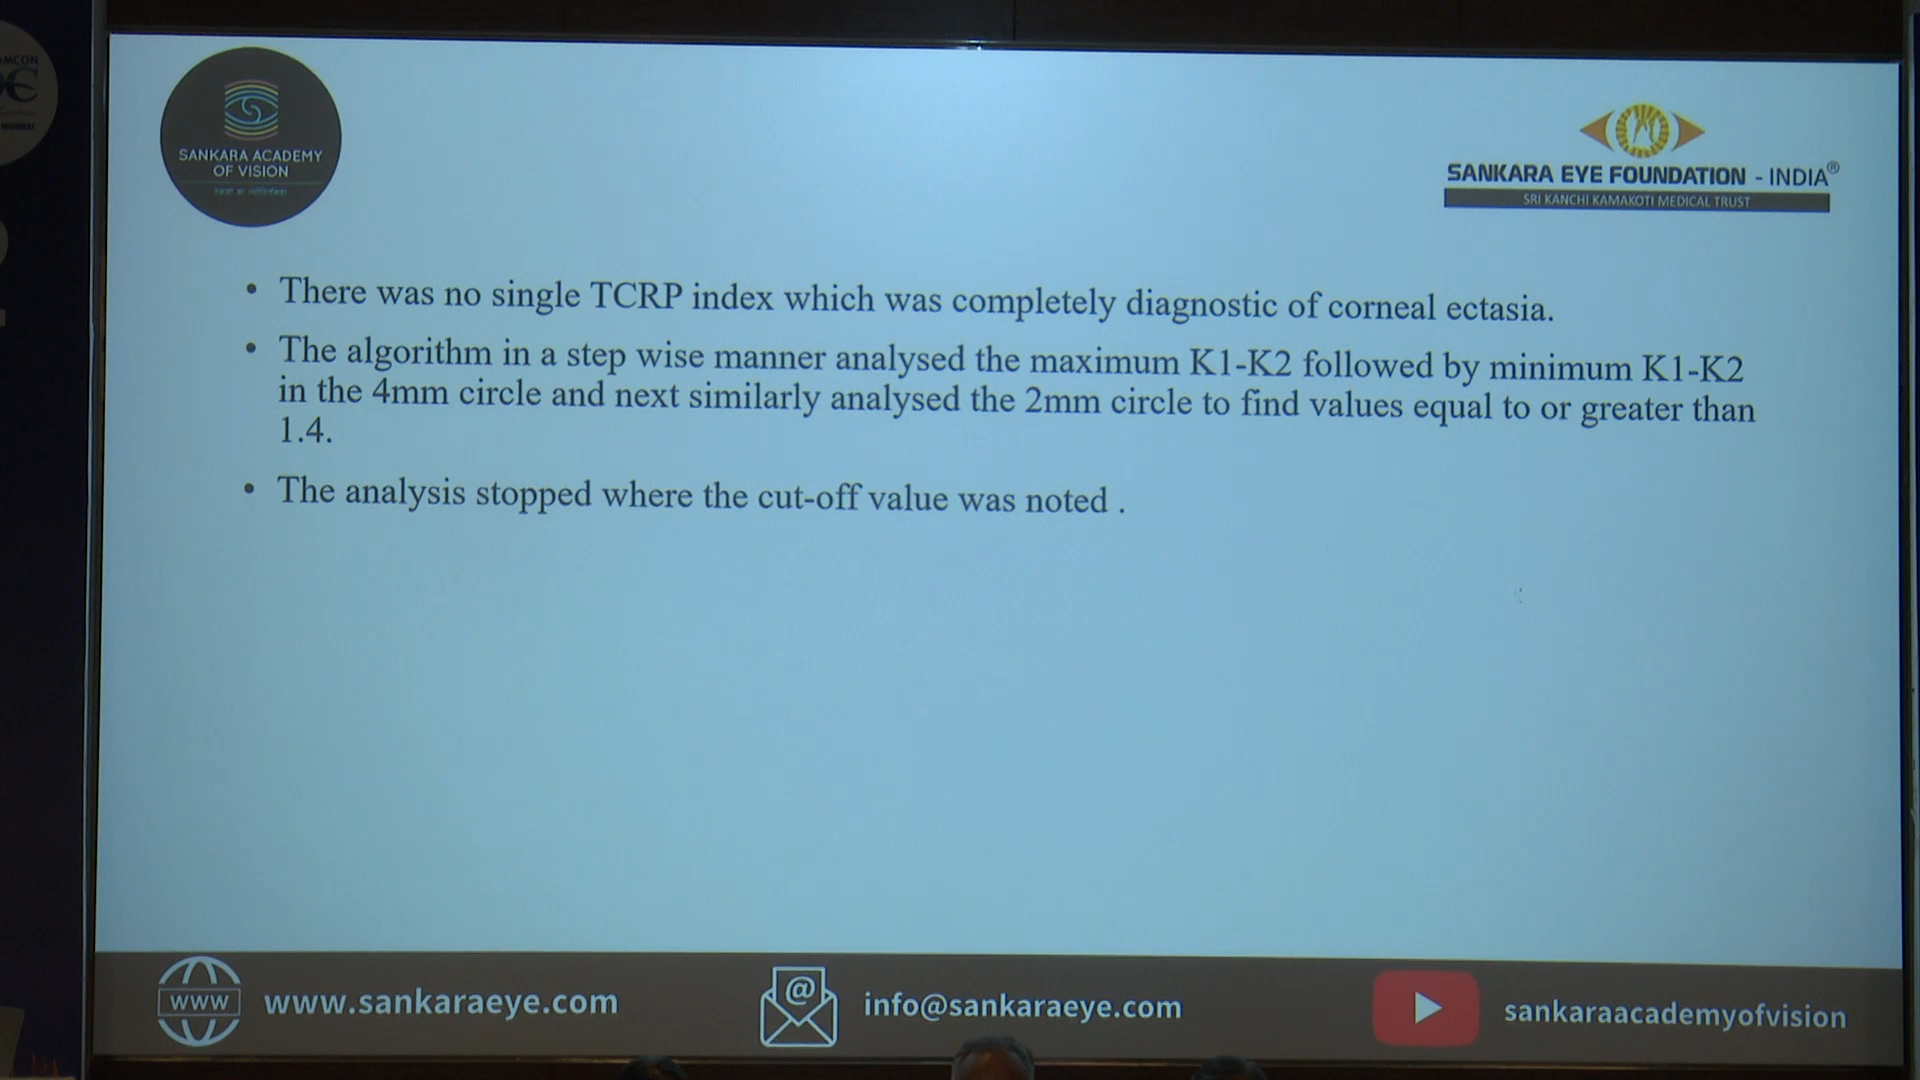 AMCON
MUMBAI
SANKARA ACADEMY
OF VISION
SANKARA EYE FOUNDATION - INDIA®
SRI KANCHI KAMAKOTI MEDICAL TRUST
• There was no single TCRP index which was completely diagnostic of corneal ectasia.
• The algorithm in a step wise manner analysed the maximum K1-K2 followed by minimum K1-K2
in the 4mm circle and next similarly analysed the 2mm circle to find values equal to or greater than
1.4.
• The analysis stopped where the cut-off value was noted .
www www.sankaraeye.com
@ info@sankaraeye.com
sankaraacademyofvision